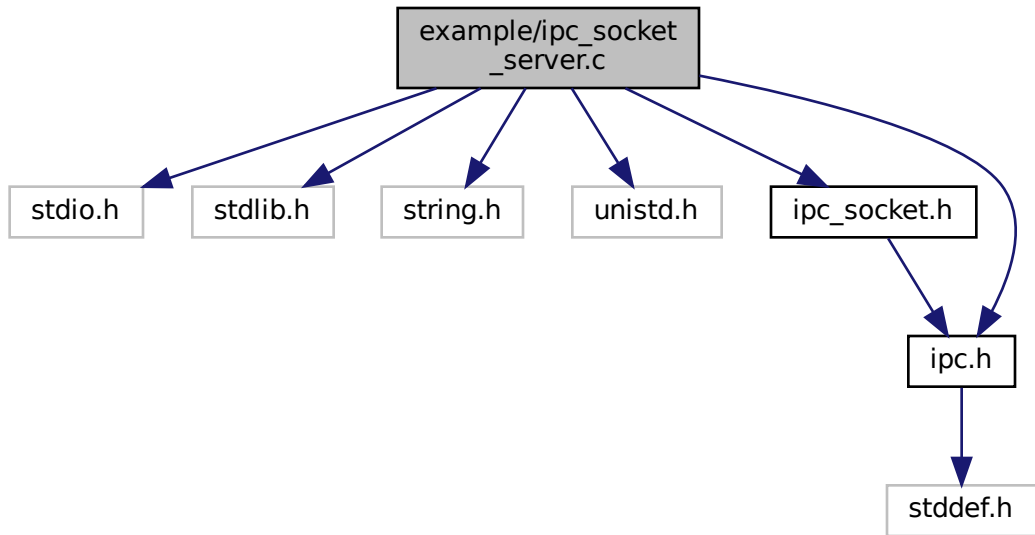 example/ipc_socket
_server.c
stdio.h
stdlib.h
string.h
unistd.h
ipc_socket.h
ipc.h
stddef.h